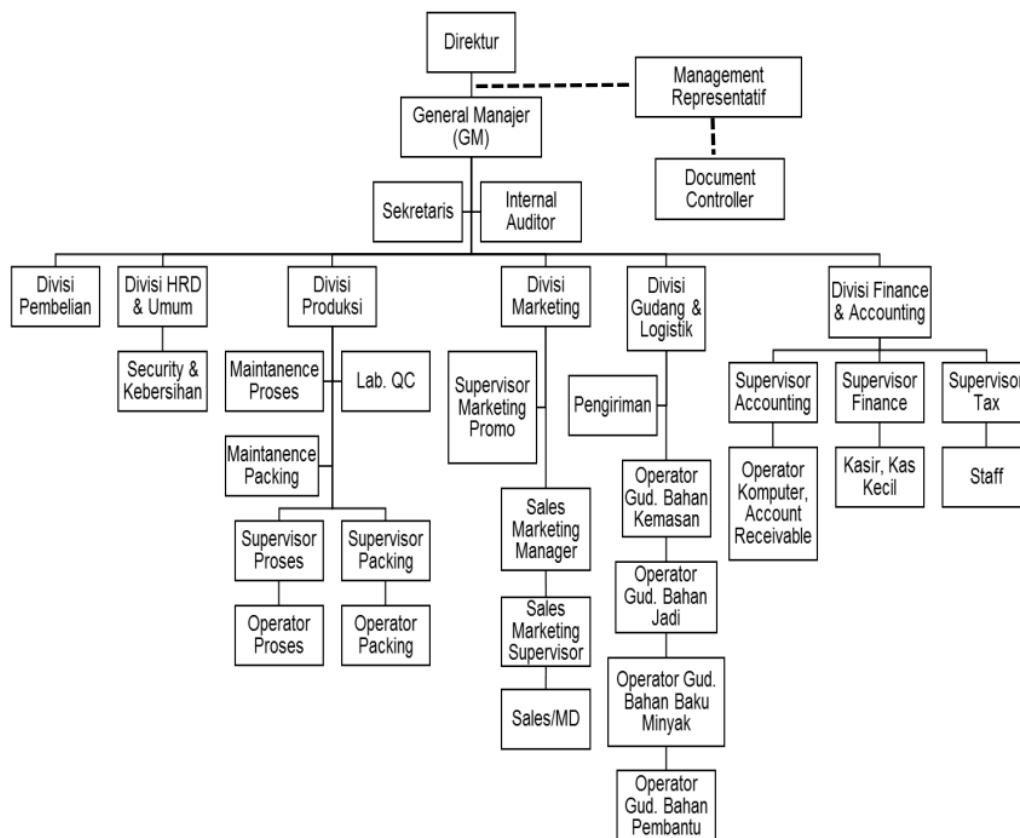 Direktur
Management
Representatif
General Manajer
(GM)
Document
Controller
Sekretaris
Internal
Auditor
Divisi
Pembelian
Divisi HRD
& Umum
Divisi
Produksi
Divisi
Marketing
Divisi
Gudang &
Logistik
Divisi Finance
& Accounting
Security &
Kebersihan
Maintanence
Proses
Lab. QC
Supervisor
Marketing
Promo
Pengiriman
Supervisor
Accounting
Supervisor
Finance
Supervisor
Tax
Maintanence
Packing
Operator
Gud. Bahan
Kemasan
Operator
Komputer,
Account
Receivable
Kasir, Kas
Kecil
Staff
Supervisor
Proses
Supervisor
Packing
Sales
Marketing
Manager
Operator
Gud. Bahan
Jadi
Operator
Proses
Operator
Packing
Sales
Marketing
Supervisor
Operator Gud.
Bahan Baku
Minyak
Sales/MD
Operator
Gud. Bahan
Pembantu